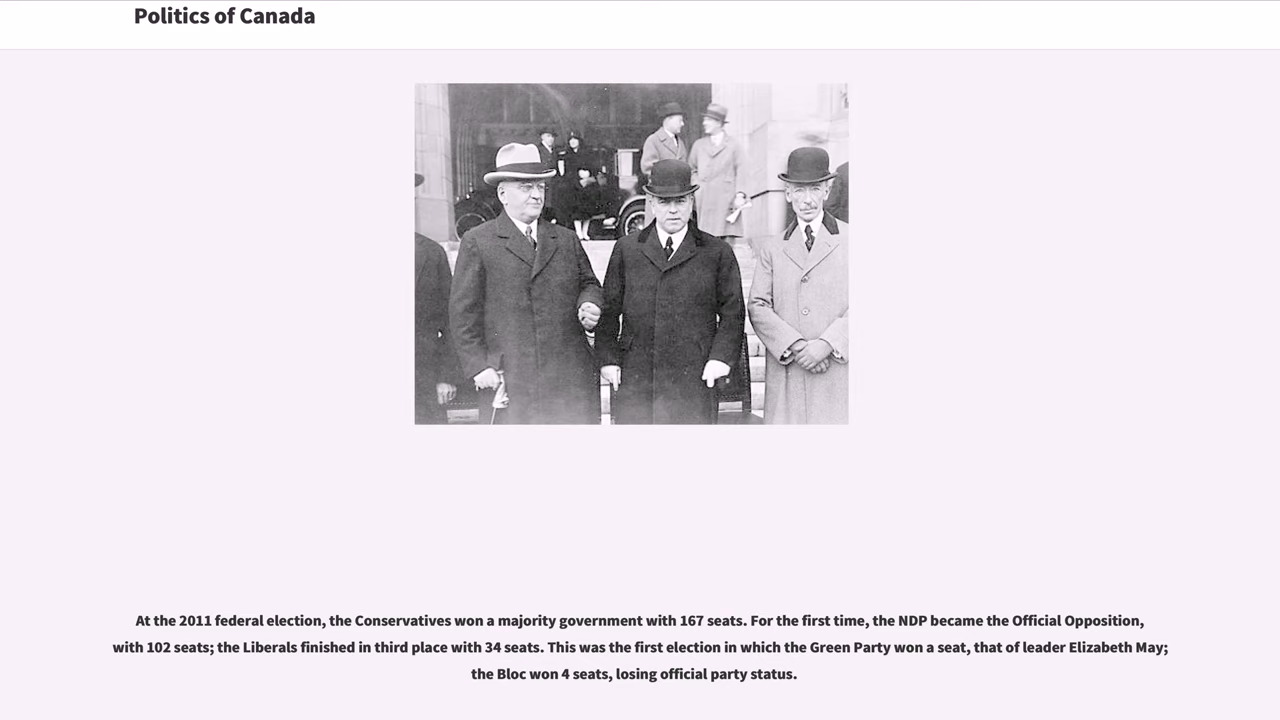 Politics of Canada
At the 2011 federal election, the Conservatives won a majority government with 167 seats. For the first time, the NDP became the Official Opposition,
with 102 seats; the Liberals finished in third place with 34 seats. This was the first election in which the Green Party won a seat, that of leader Elizabeth May;
the Bloc won 4 seats, losing official party status.